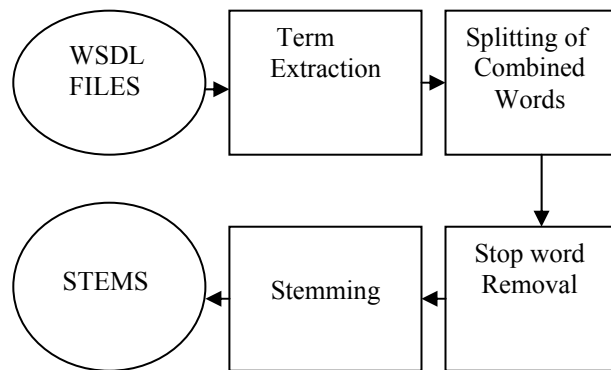 WSDL
FILES
Term
Extraction
Splitting of
Combined
Words
Stop word
Removal
Stemming
STEMS